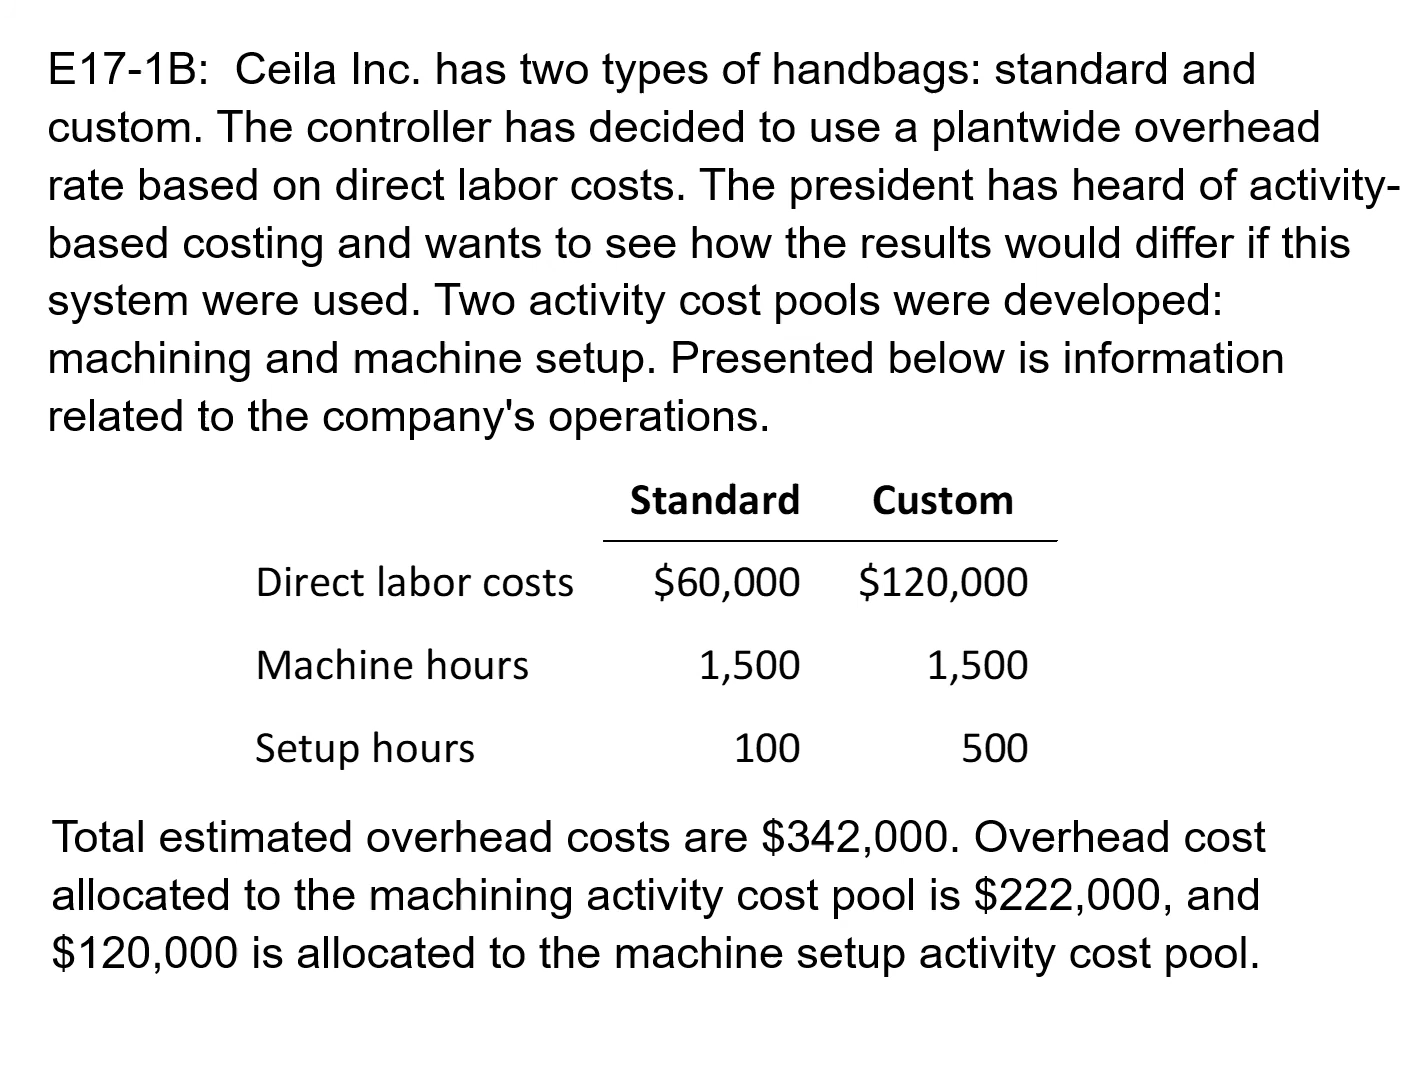 E17-1B:  Ceila Inc. has two types of handbags: standard and
custom. The controller has decided to use a plantwide overhead
rate based on direct labor costs. The president has heard of activity-
based costing and wants to see how the results would differ if this
system were used. Two activity cost pools were developed:
machining and machine setup. Presented below is information
related to the company's operations.
Standard Custom
Direct labor costs $60,000 $120,000
Machine hours 1,500 1,500
Setup hours 100 500
Total estimated overhead costs are $342,000. Overhead cost
allocated to the machining activity cost pool is $222,000, and
$120,000 is allocated to the machine setup activity cost pool.